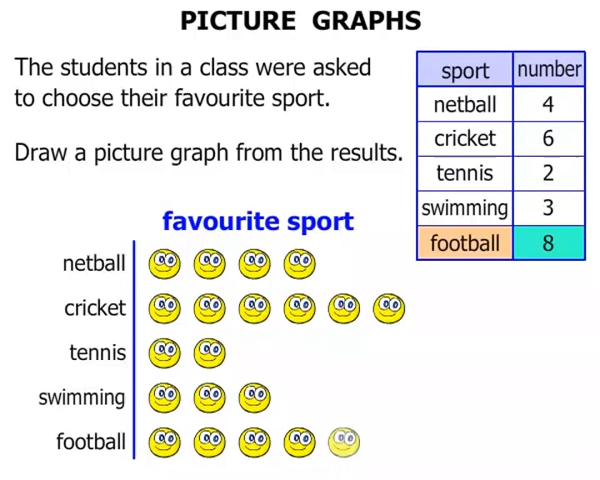 PICTURE GRAPHS
The students in a class were asked
to choose their favourite sport.
Draw a picture graph from the results.
sport number
netball 4
cricket 6
tennis 2
swimming 3
football 8
favourite sport
netball
cricket
tennis
swimming
football